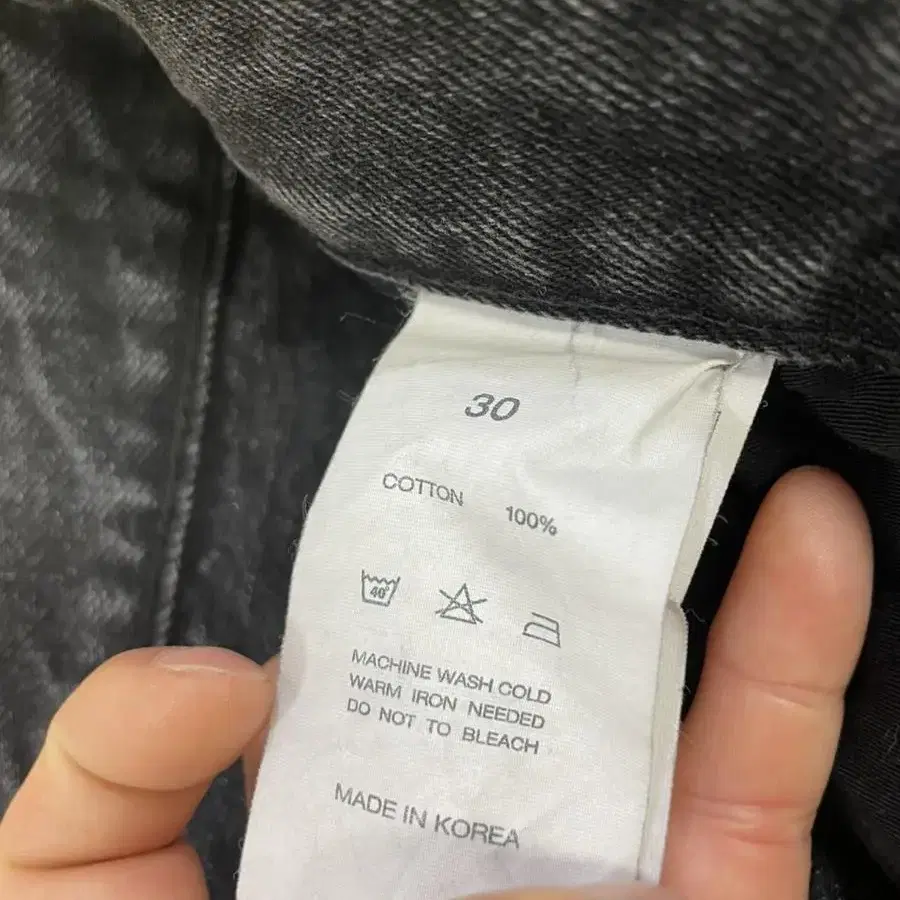 30
COTTON 100%
40°
MACHINE WASH COLD
WARM IRON NEEDED
DO NOT TO BLEACH
MADE IN KOREA